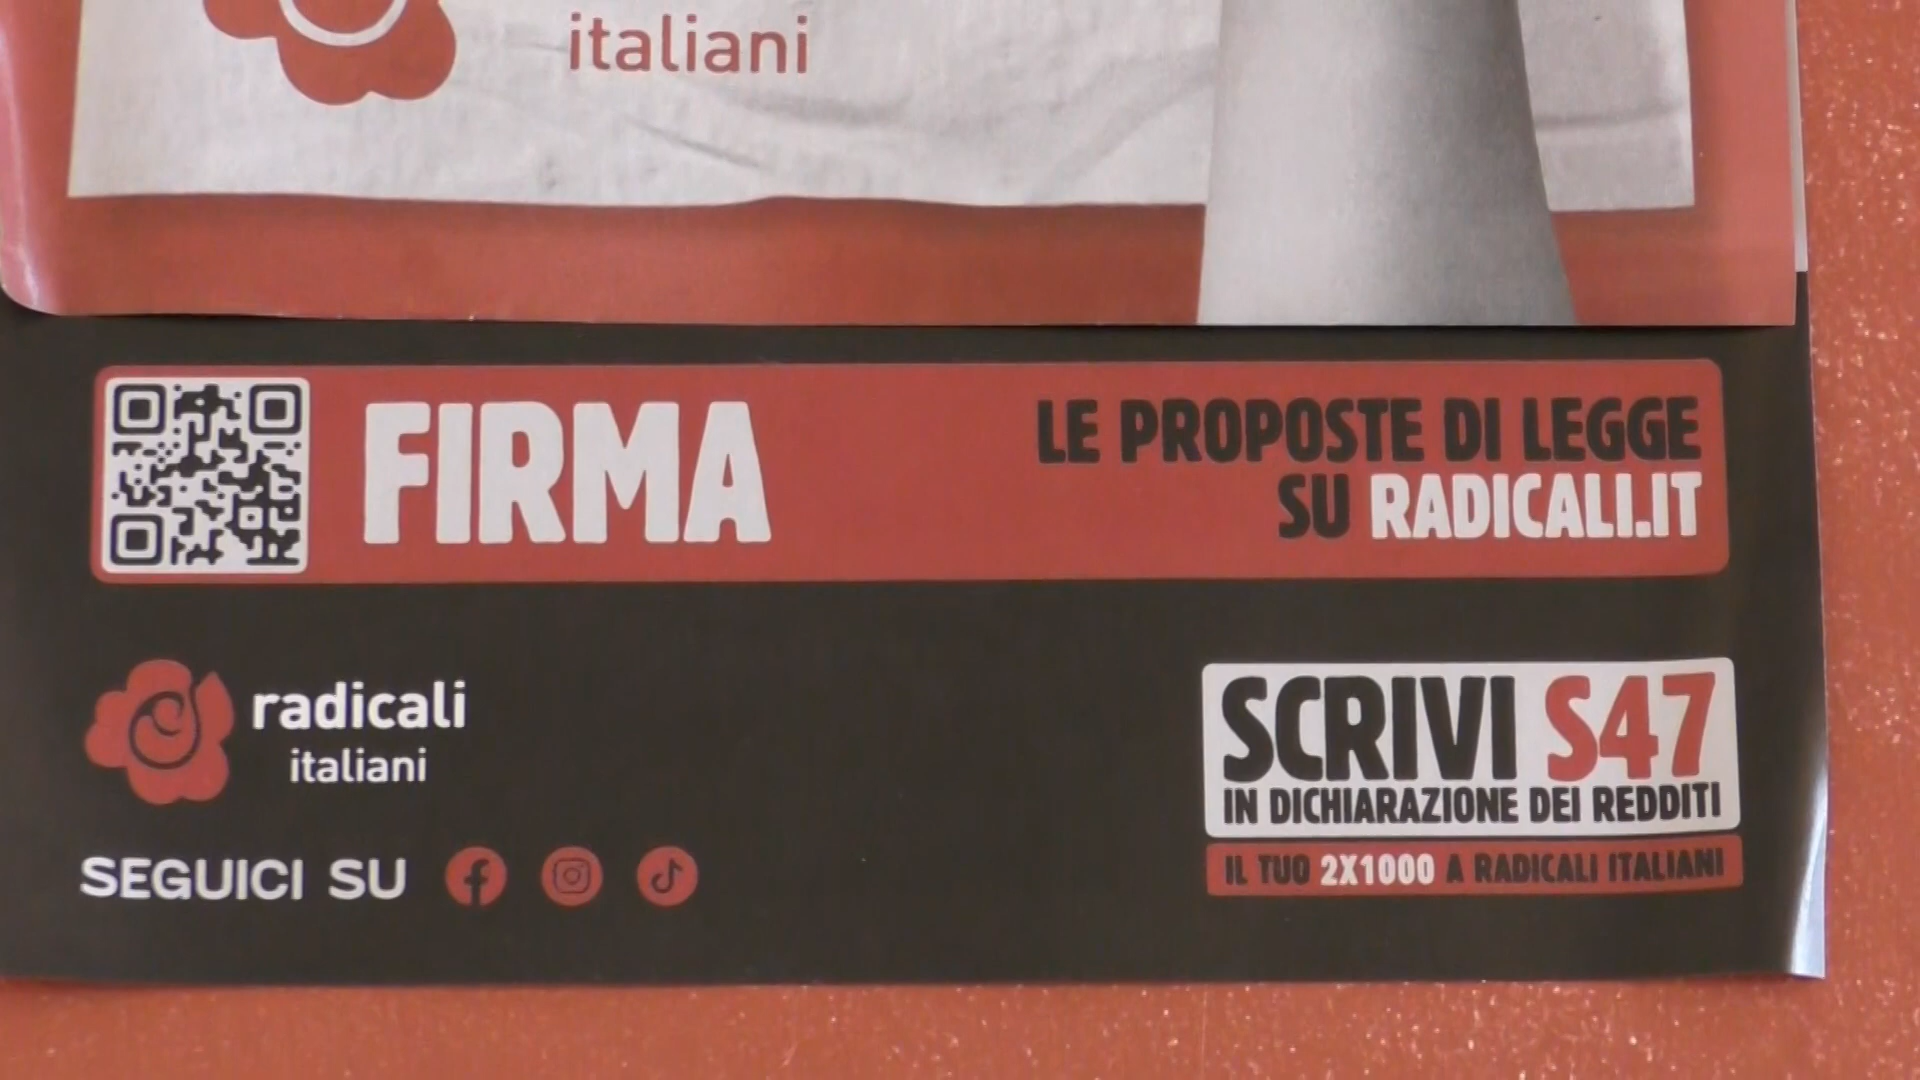 italiani
FIRMA
LE PROPOSTE DI LEGGE
SU RADICALI.IT
radicali
italiani
SCRIVI S47
IN DICHIARAZIONE DEI REDDITI
IL TUO 2X1000 A RADICALI ITALIANI
SEGUICI SU